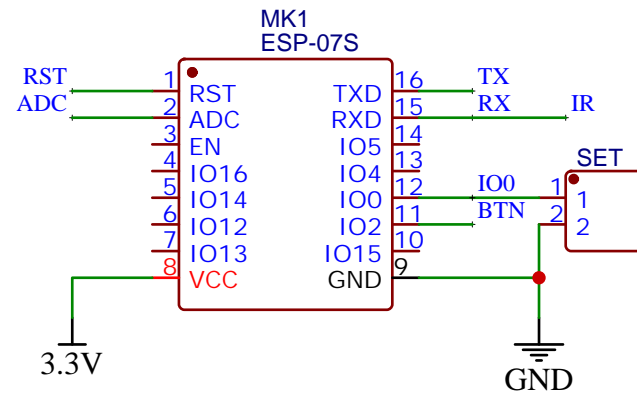 MK1
ESP-07S
RST 1 RST TXD 16 TX
ADC 2 ADC RXD 15 RX IR
3 EN IO5 14
4 IO16 IO4 13 SET
5 IO14 IO0 12 IO0 1 1
6 IO12 IO2 11 BTN 2 2
7 IO13 IO15 10
8 VCC GND 9
3.3V GND